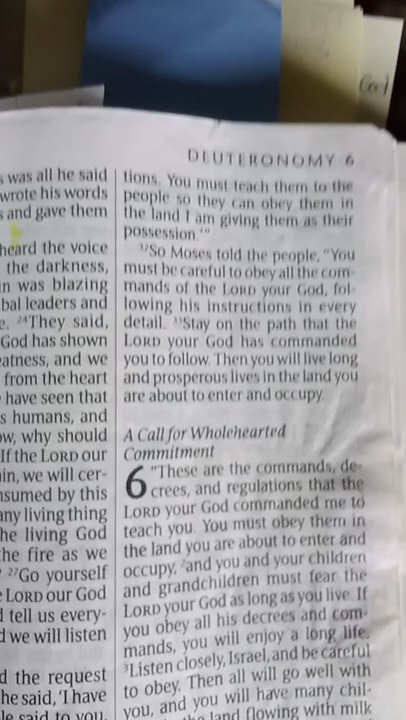 DEUTERONOMY 6
s was all he said
wrote his words
s and gave them
heard the voice
the darkness,
in was blazing
bal leaders and
e. ²⁴They said,
God has shown
eatness, and we
from the heart
have seen that
s humans, and
ow, why should
If the LORD our
in, we will cer-
nsumed by this
any living thing
he living God
the fire as we
²⁷Go yourself
e LORD our God
d tell us every-
d we will listen
d the request
he said, 'I have
le said to you,
tions. You must teach them to the
people so they can obey them in
the land I am giving them as their
possession.'"
³²So Moses told the people, "You
must be careful to obey all the com-
mands of the LORD your God, fol-
lowing his instructions in every
detail. ³³Stay on the path that the
LORD your God has commanded
you to follow. Then you will live long
and prosperous lives in the land you
are about to enter and occupy.
A Call for Wholehearted
Commitment
6 "These are the commands, de-
crees, and regulations that the
LORD your God commanded me to
teach you. You must obey them in
the land you are about to enter and
occupy, ²and you and your children
and grandchildren must fear the
LORD your God as long as you live. If
you obey all his decrees and com-
mands, you will enjoy a long life.
³Listen closely, Israel, and be careful
to obey. Then all will go well with
you, and you will have many chil-
the land flowing with milk